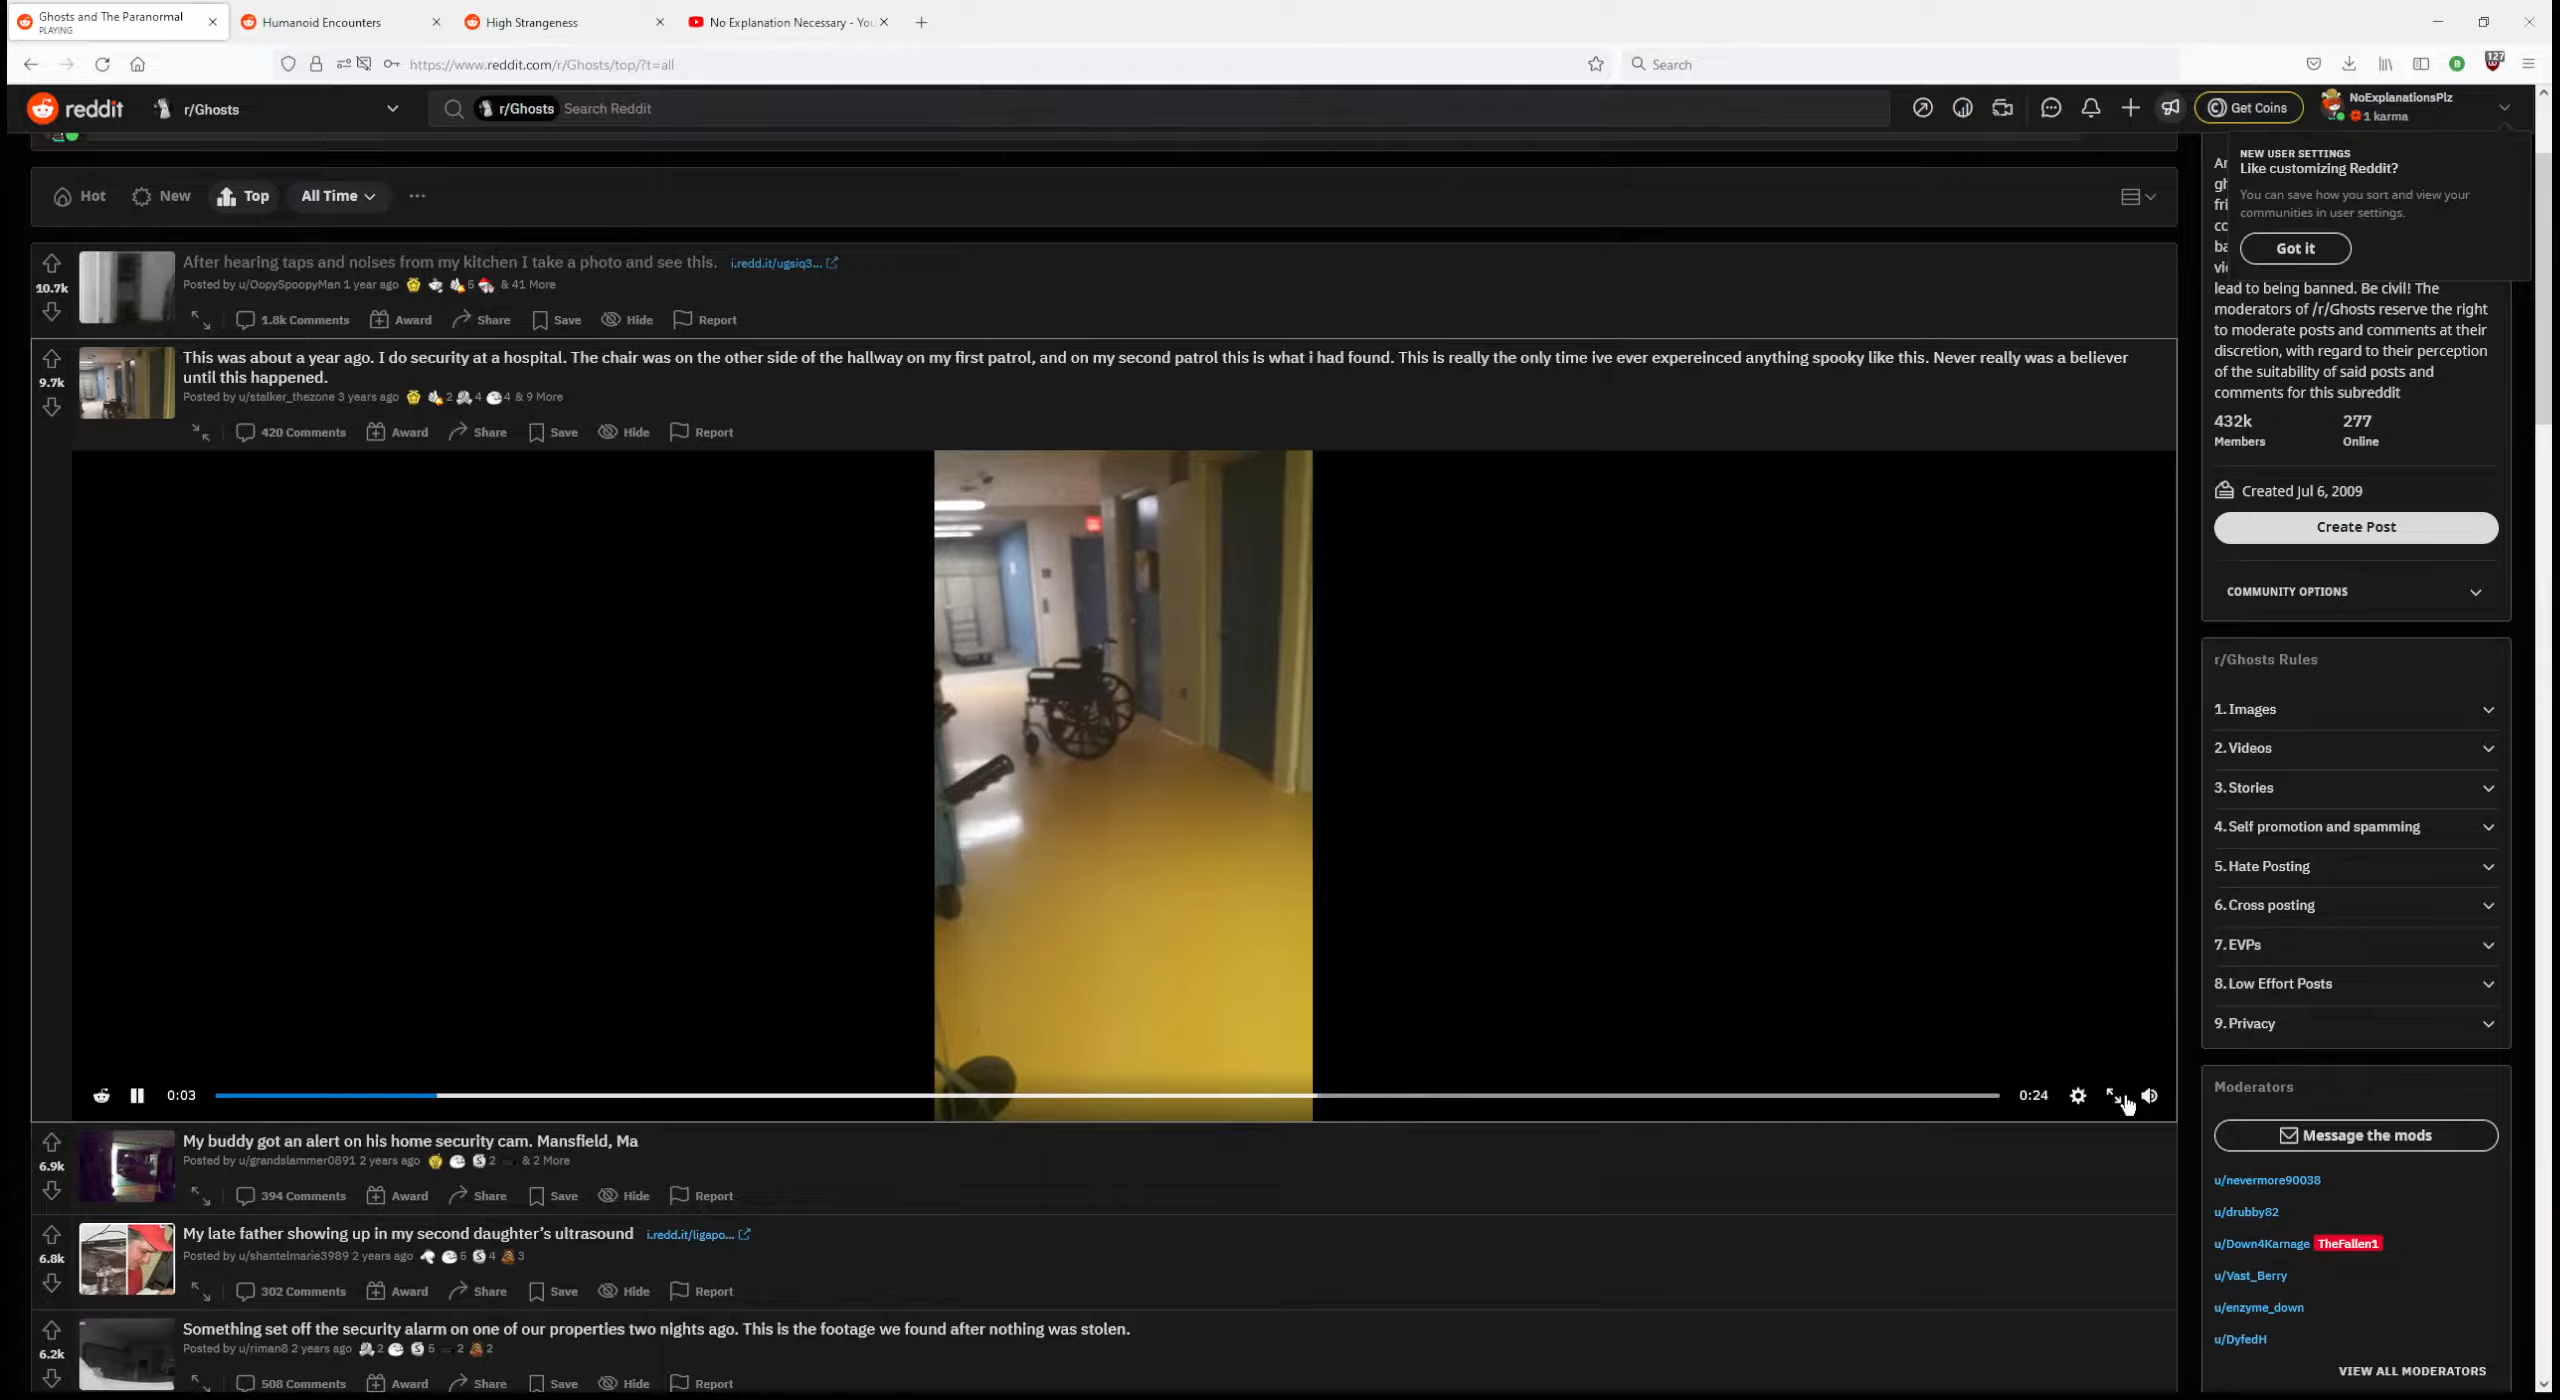 Ghosts and The Paranormal
PLAYING
Humanoid Encounters
High Strangeness
No Explanation Necessary - You
https://www.reddit.com/r/Ghosts/top/?t=all
Search
127
reddit
r/Ghosts
r/Ghosts Search Reddit
Get Coins
NoExplanationsPlz
1 karma
NEW USER SETTINGS
Like customizing Reddit?
You can save how you sort and view your
communities in user settings.
Got it
Hot
New
Top
All Time
10.7k
After hearing taps and noises from my kitchen I take a photo and see this. i.redd.it/ugsiq3...
Posted by u/OopySpoopyMan 1 year ago 5 & 41 More
1.8k Comments Award Share Save Hide Report
9.7k
This was about a year ago. I do security at a hospital. The chair was on the other side of the hallway on my first patrol, and on my second patrol this is what i had found. This is really the only time ive ever expereinced anything spooky like this. Never really was a believer
until this happened.
Posted by u/stalker_thezone 3 years ago 2 4 4 & 9 More
420 Comments Award Share Save Hide Report
0:03
0:24
6.9k
My buddy got an alert on his home security cam. Mansfield, Ma
Posted by u/grandslammer0891 2 years ago 2 & 2 More
394 Comments Award Share Save Hide Report
6.8k
My late father showing up in my second daughter's ultrasound i.redd.it/ligapo...
Posted by u/shantelmarie3989 2 years ago 5 4 3
302 Comments Award Share Save Hide Report
6.2k
Something set off the security alarm on one of our properties two nights ago. This is the footage we found after nothing was stolen.
Posted by u/riman8 2 years ago 2 5 2 2
508 Comments Award Share Save Hide Report
lead to being banned. Be civil! The
moderators of /r/Ghosts reserve the right
to moderate posts and comments at their
discretion, with regard to their perception
of the suitability of said posts and
comments for this subreddit
432k
Members
277
Online
Created Jul 6, 2009
Create Post
COMMUNITY OPTIONS
r/Ghosts Rules
1. Images
2. Videos
3. Stories
4. Self promotion and spamming
5. Hate Posting
6. Cross posting
7. EVPs
8. Low Effort Posts
9. Privacy
Moderators
Message the mods
u/nevermore90038
u/drubby82
u/Down4Karnage TheFallen1
u/Vast_Berry
u/enzyme_down
u/DyfedH
VIEW ALL MODERATORS